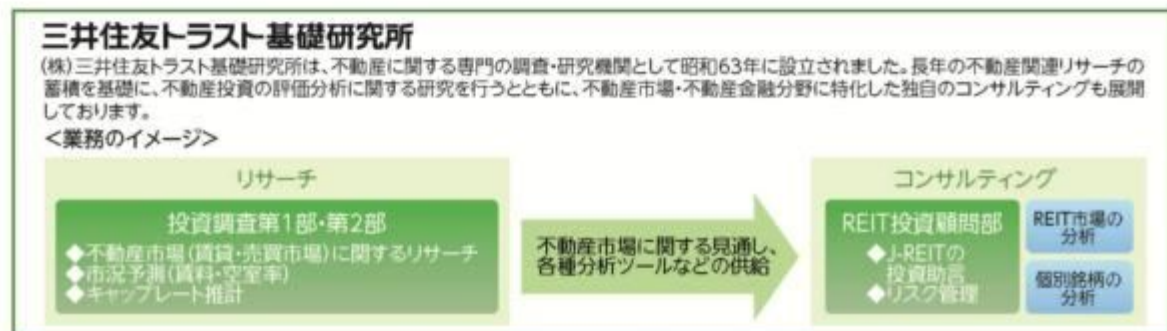 三井住友トラスト基礎研究所
(株)三井住友トラスト基礎研究所は、不動産に関する専門の調査・研究機関として昭和63年に設立されました。長年の不動産関連リサーチの
蓄積を基礎に、不動産投資の評価分析に関する研究を行うとともに、不動産市場・不動産金融分野に特化した独自のコンサルティングも展開
しております。
<業務のイメージ>
リサーチ
投資調査第1部・第2部
◆不動産市場(賃貸・売買市場)に関するリサーチ
◆市況予測(賃料・空室率)
◆キャップレート推計
不動産市場に関する見通し、
各種分析ツールなどの供給
コンサルティング
REIT投資顧問部
◆J-REITの
投資助言
◆リスク管理
REIT市場の
分析
個別銘柄の
分析